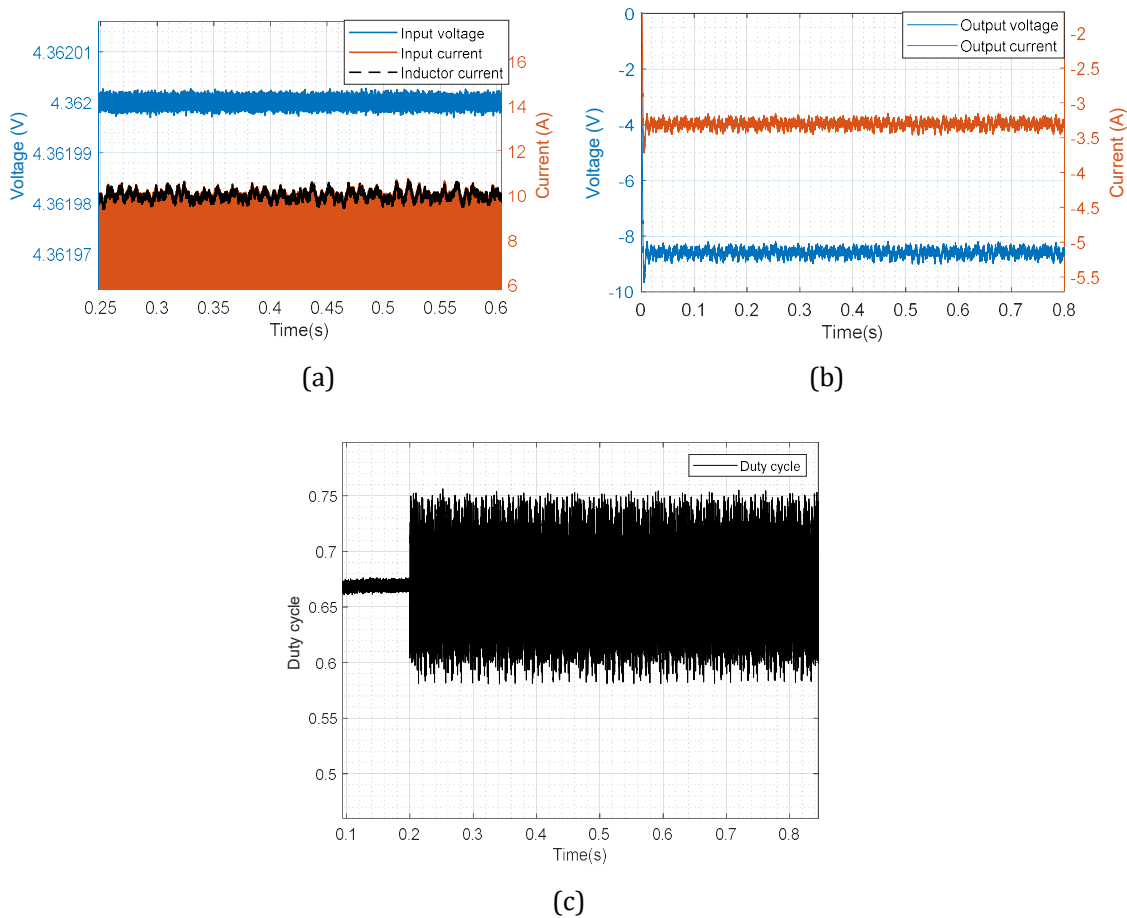 Input voltage
Input current
Inductor current
4.36201
4.362
4.36199
4.36198
4.36197
Voltage (V)
16
14
12
10
8
6
Current (A)
0.25 0.3 0.35 0.4 0.45 0.5 0.55 0.6
Time(s)
(a)
Output voltage
Output current
0
-2
-4
-6
-8
-10
Voltage (V)
-2
-2.5
-3
-3.5
-4
-4.5
-5
-5.5
Current (A)
0 0.1 0.2 0.3 0.4 0.5 0.6 0.7 0.8
Time(s)
(b)
Duty cycle
0.75
0.7
0.65
0.6
0.55
0.5
Duty cycle
0.1 0.2 0.3 0.4 0.5 0.6 0.7 0.8
Time(s)
(c)